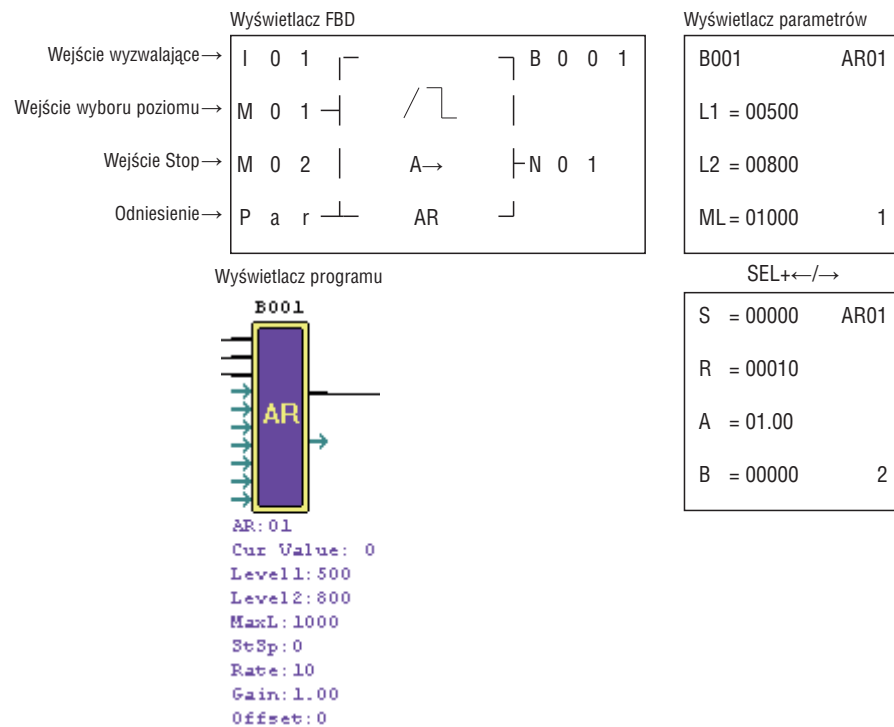 Wyświetlacz FBD
Wejście wyzwalające→ I 0 1 B 0 0 1
Wejście wyboru poziomu→ M 0 1
Wejście Stop→ M 0 2 A→ N 0 1
Odniesienie→ P a r AR
Wyświetlacz parametrów
B001 AR01
L1 = 00500
L2 = 00800
ML = 01000 1
SEL+←/→
S = 00000 AR01
R = 00010
A = 01.00
B = 00000 2
Wyświetlacz programu
B001
AR
AR:01
Cur Value: 0
Level1:500
Level2:800
MaxL:1000
StSp:0
Rate:10
Gain:1.00
Offset:0